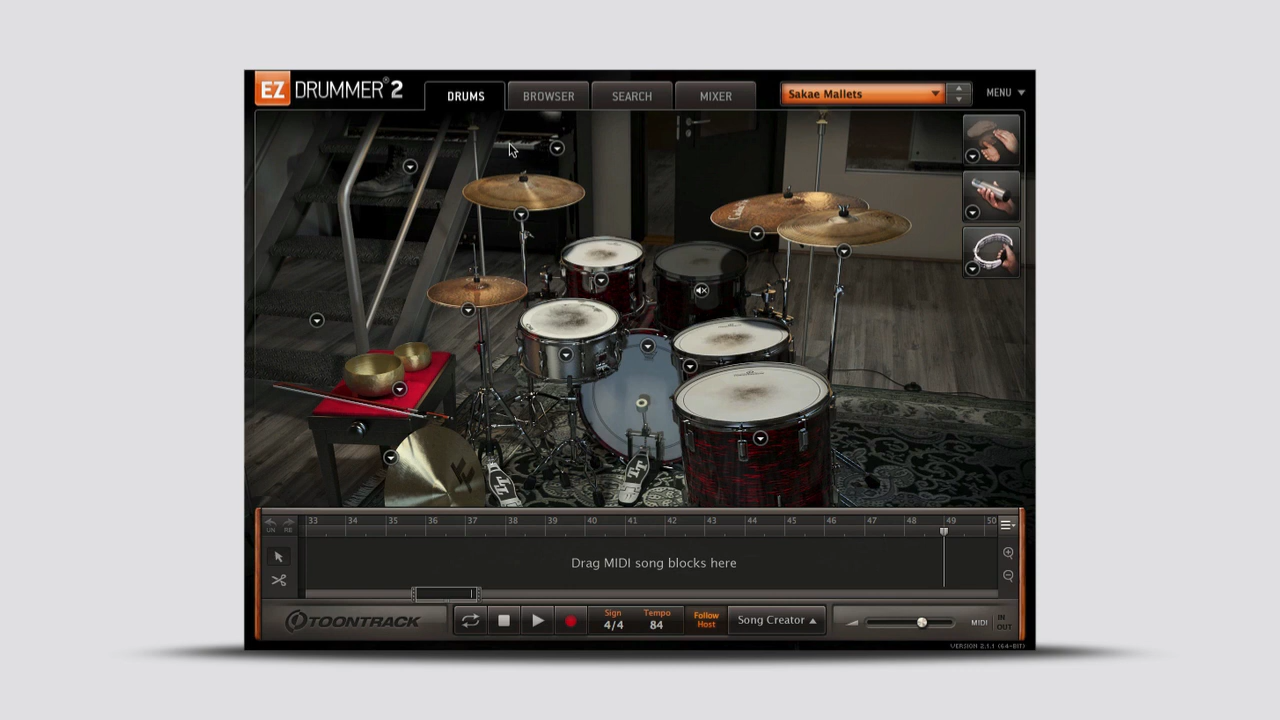 EZ DRUMMER® 2
DRUMS
BROWSER
SEARCH
MIXER
Sakae Mallets
MENU
UN RE
33 34 35 36 37 38 39 40 41 42 43 44 45 46 47 48 49 50
Drag MIDI song blocks here
TOONTRACK
Sign
4/4
Tempo
84
Follow
Host
Song Creator
MIDI
IN
OUT
VERSION 2.1.1 (64-BIT)